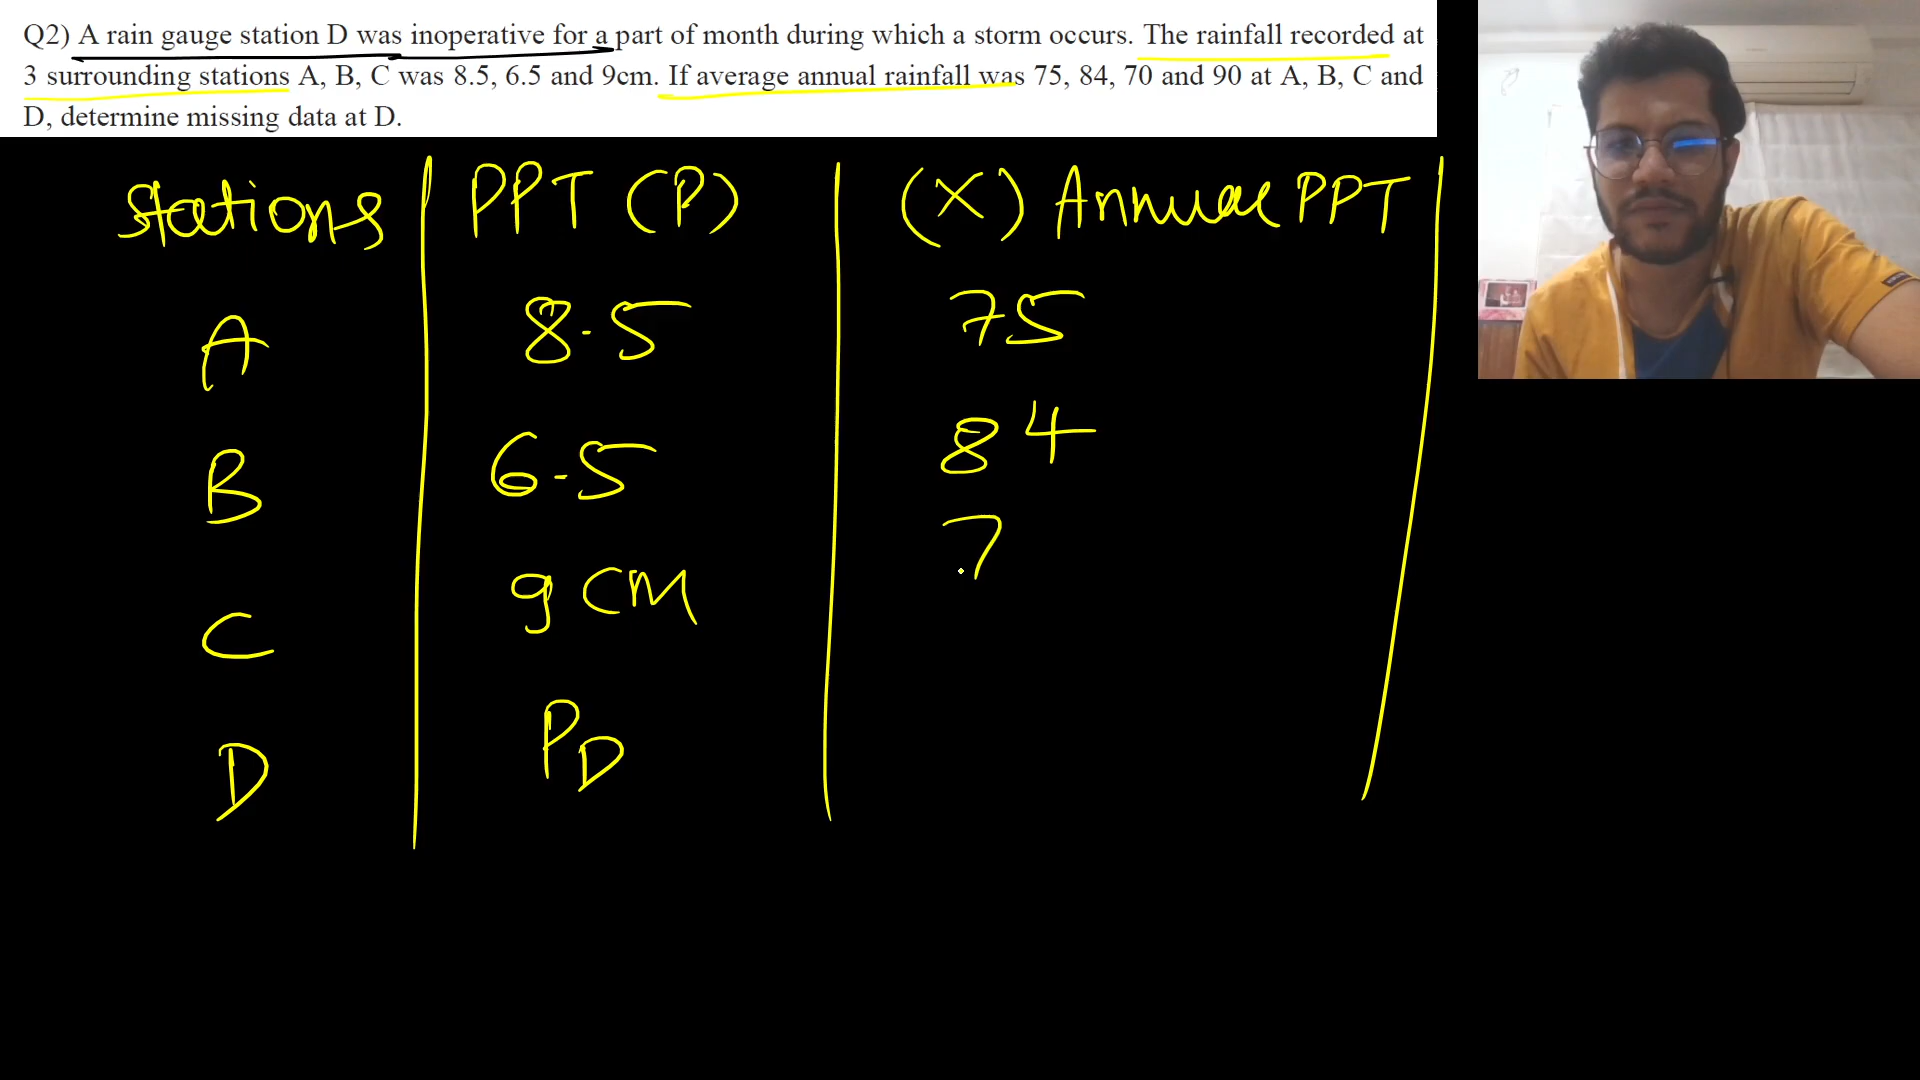 Q2) A rain gauge station D was inoperative for a part of month during which a storm occurs. The rainfall recorded at
3 surrounding stations A, B, C was 8.5, 6.5 and 9cm. If average annual rainfall was 75, 84, 70 and 90 at A, B, C and
D, determine missing data at D.
Stations PPT (P) (X) Annual PPT
A 8.5 75
B 6.5 84
C 9 cm 7
D PD